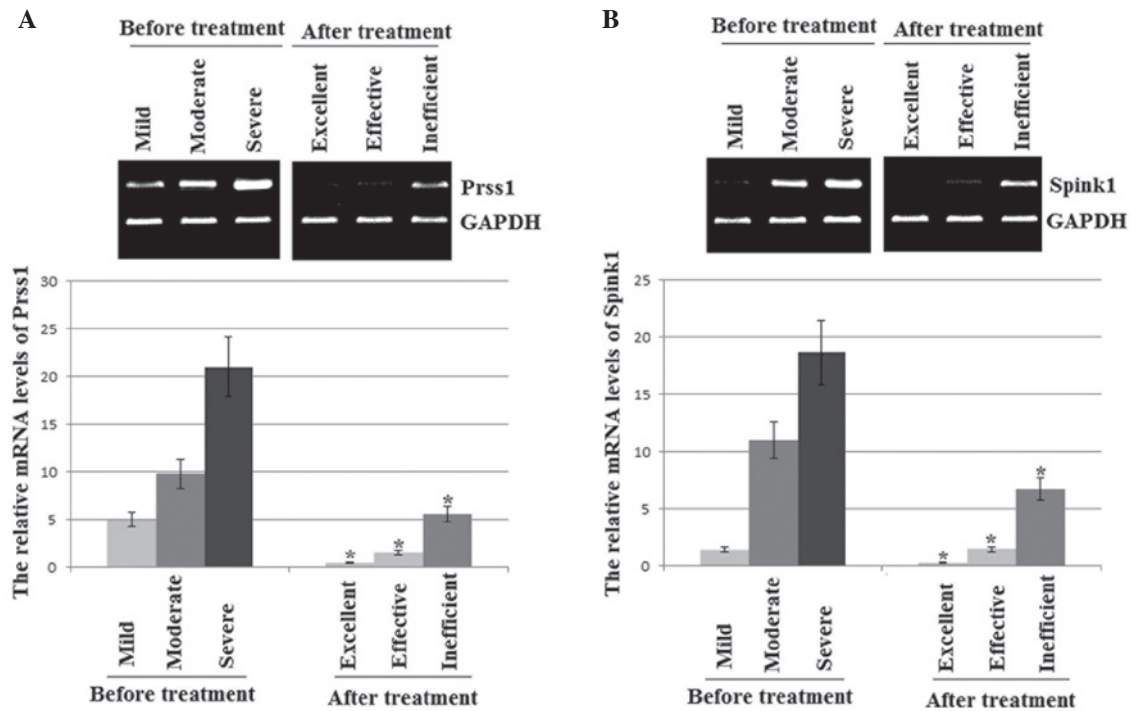 A
Before treatment
After treatment
Mild
Moderate
Severe
Excellent
Effective
Inefficient
Prss1
GAPDH
The relative mRNA levels of Prss1
30
25
20
15
10
5
0
*
*
*
Mild
Moderate
Severe
Excellent
Effective
Inefficient
Before treatment
After treatment
B
Before treatment
After treatment
Mild
Moderate
Severe
Excellent
Effective
Inefficient
Spink1
GAPDH
The relative mRNA levels of Spink1
25
20
15
10
5
0
*
*
*
Mild
Moderate
Severe
Excellent
Effective
Inefficient
Before treatment
After treatment